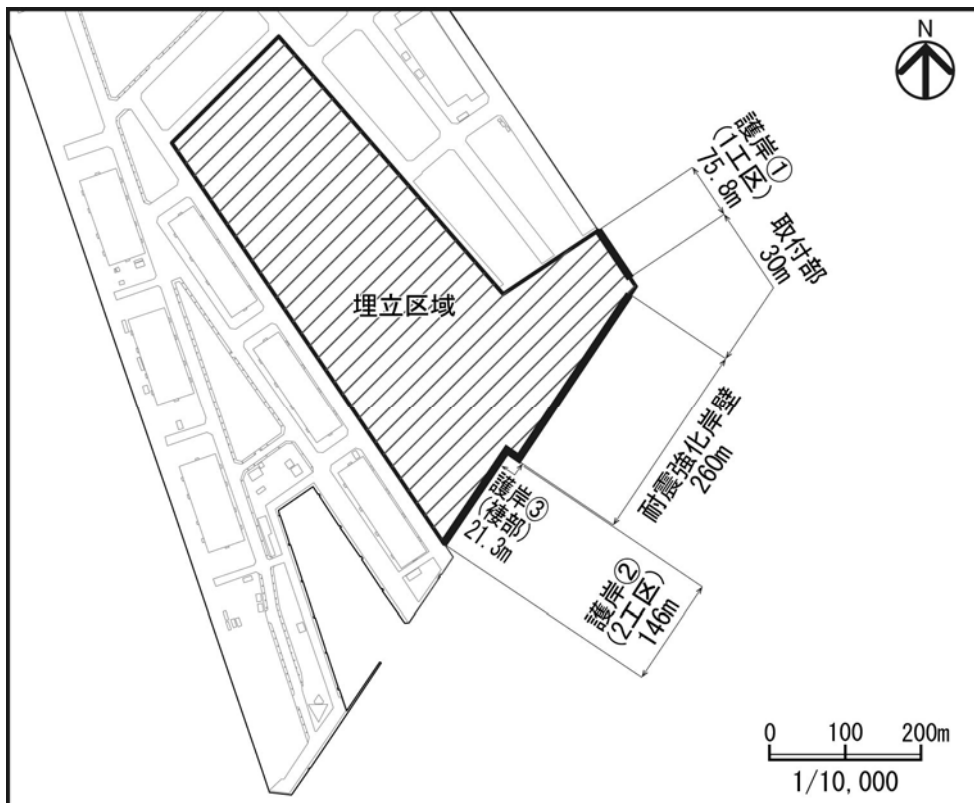 N
護岸①
(1工区)
75.8m
取付部
30m
埋立区域
耐震強化岸壁
260m
護岸③
(褄部)
21.3m
護岸②
(2工区)
146m
0 100 200m
1/10,000